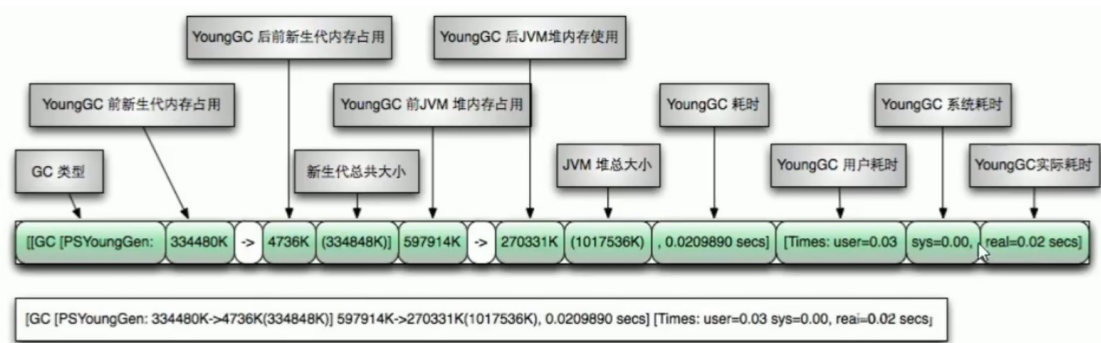 YoungGC 后前新生代内存占用
YoungGC 后JVM堆内存使用
YoungGC 前新生代内存占用
YoungGC 前JVM 堆内存占用
YoungGC 耗时
YoungGC 系统耗时
GC 类型
新生代总共大小
JVM 堆总大小
YoungGC 用户耗时
YoungGC实际耗时
[[GC [PSYoungGen: 334480K -> 4736K (334848K)] 597914K -> 270331K (1017536K) , 0.0209890 secs] [Times: user=0.03 sys=0.00, real=0.02 secs]
[GC [PSYoungGen: 334480K->4736K(334848K)] 597914K->270331K(1017536K), 0.0209890 secs] [Times: user=0.03 sys=0.00, real=0.02 secs]